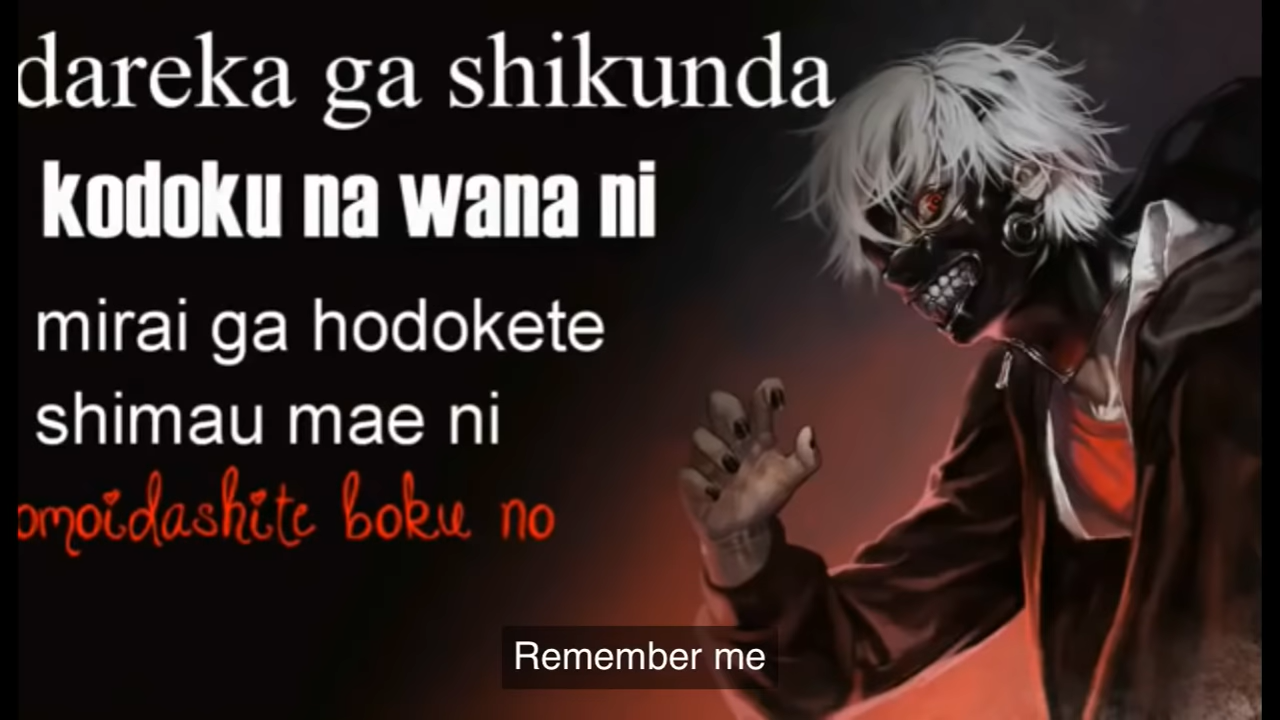 dareka ga shikunda
kodoku na wana ni
mirai ga hodokete
shimau mae ni
omoidashite boku no
Remember me